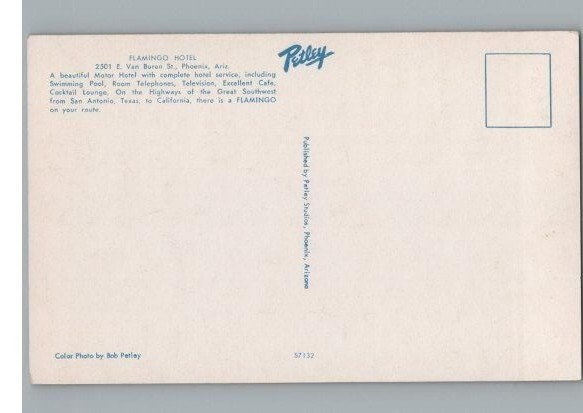 FLAMINGO HOTEL
2501 E. Van Buren St., Phoenix, Ariz.
A beautiful Motor Hotel with complete hotel service, including
Swimming Pool, Room Telephones, Television, Excellent Cafe,
Cocktail Lounge. On the Highways of the Great Southwest
from San Antonio, Texas, to California, there is a FLAMINGO
on your route.
Petley
Published by Petley Studios, Phoenix, Arizona
Color Photo by Bob Petley
57132